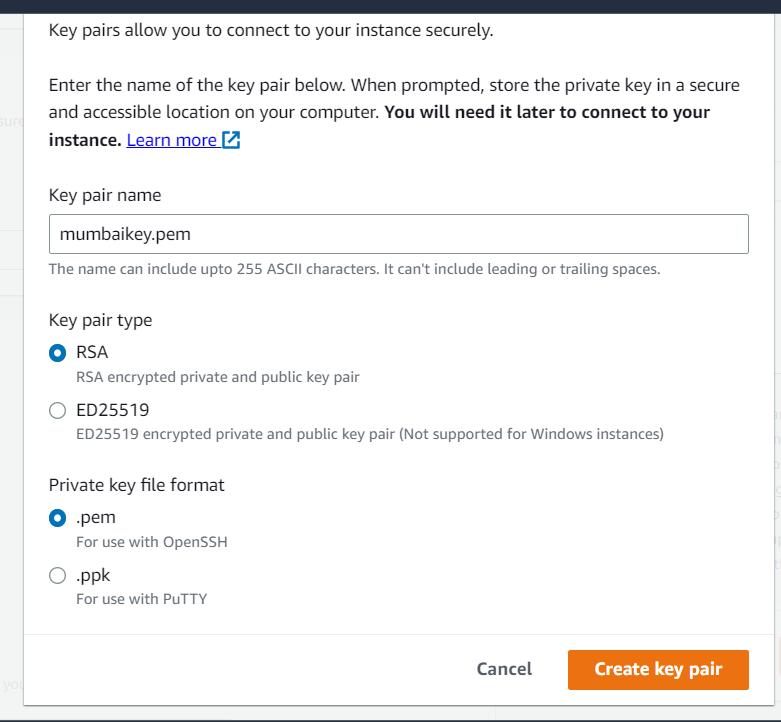 Key pairs allow you to connect to your instance securely.
Enter the name of the key pair below. When prompted, store the private key in a secure
and accessible location on your computer. You will need it later to connect to your
instance. Learn more
Key pair name
mumbaikey.pem
The name can include upto 255 ASCII characters. It can't include leading or trailing spaces.
Key pair type
RSA
RSA encrypted private and public key pair
ED25519
ED25519 encrypted private and public key pair (Not supported for Windows instances)
Private key file format
.pem
For use with OpenSSH
.ppk
For use with PuTTY
Cancel
Create key pair